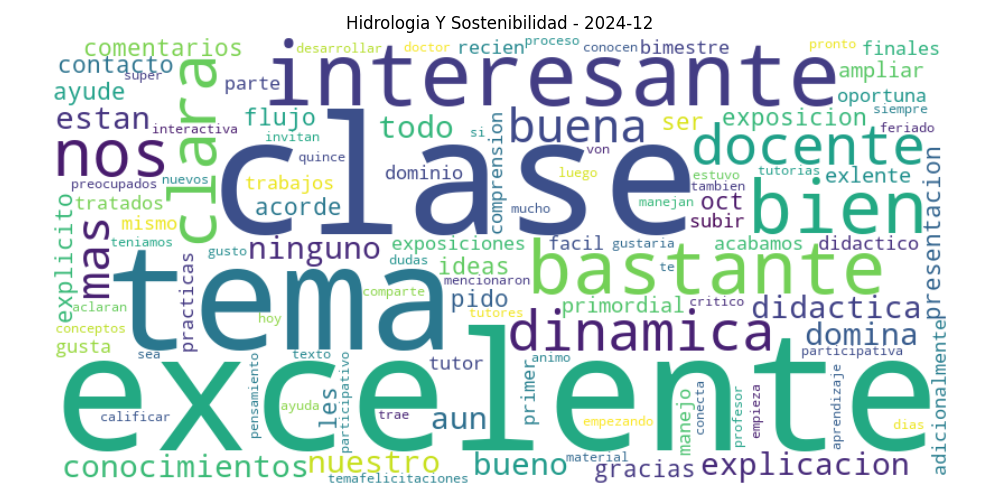 Hidrologia Y Sostenibilidad - 2024-12
comentarios
desarrollar
doctor
recien
proceso
conocen
bimestre
pronto
finales
contacto
super
clara
parte
interesante
ampliar
ayude
oportuna
estan
interactiva
flujo
invitan
todo
si
buena
ser
exposicion
siempre
feriado
nos
quince
clase
comprension
von
docente
preocupados
nuevos
trabajos
dominio
luego
estuvo
tutorias
exlente
tratados
acorde
mucho
manejan
tambien
oct
bien
presentacion
explicito
mismo
subir
mas
teniamos
gusto
ninguno
exposiciones
facil
gustaria
acabamos
didactico
practicas
tema
dudas
ideas
mencionaron
bastante
te
aclaran
comparte
pido
primordial
critico
didactica
conceptos
hoy
tutores
dinamica
domina
gusta
sea
texto
tutor
animo
participativa
adicionalmente
excelente
pensamiento
ayuda
les
participativo
primer
calificar
trae
aun
empezando
manejo
conecta
profesor
empieza
aprendizaje
dias
conocimientos
nuestro
temafelicitaciones
bueno
material
gracias
explicacion